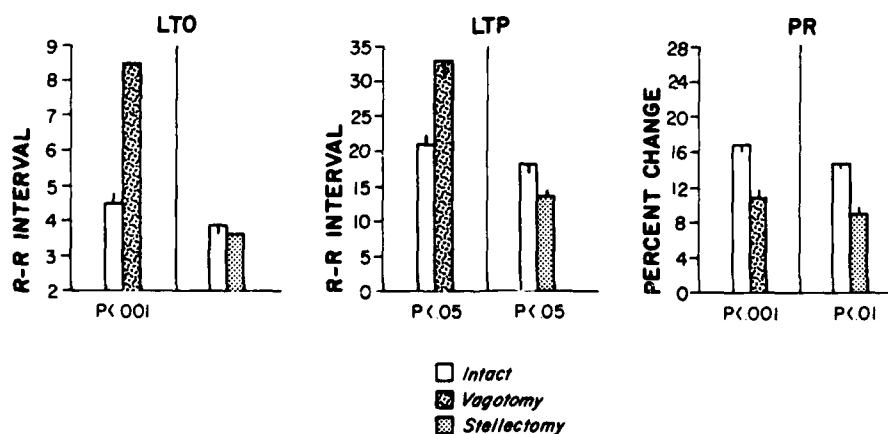 LTO
9
8
7
6
5
4
3
2
R-R INTERVAL
P<.001
LTP
35
30
25
20
15
10
5
0
R-R INTERVAL
P<.05 P<.05
PR
28
24
20
16
12
8
4
0
PERCENT CHANGE
P<.001 P<.01
Intact
Vagotomy
Stellectomy